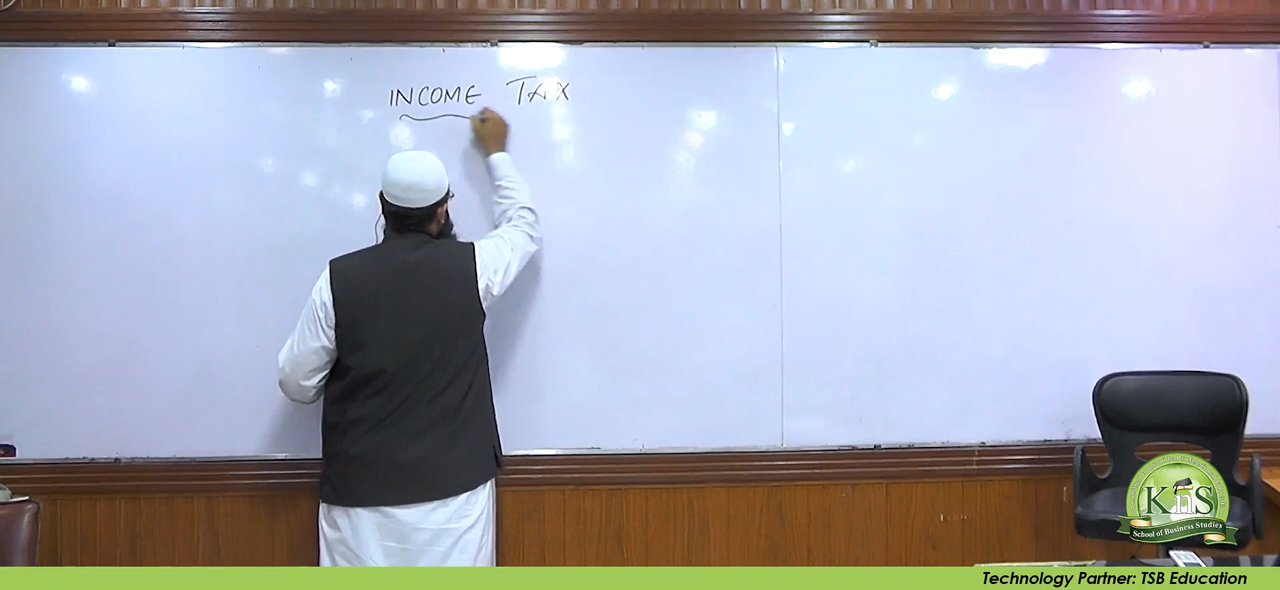 INCOME TAX
KnS
School of Business Studies
Technology Partner: TSB Education